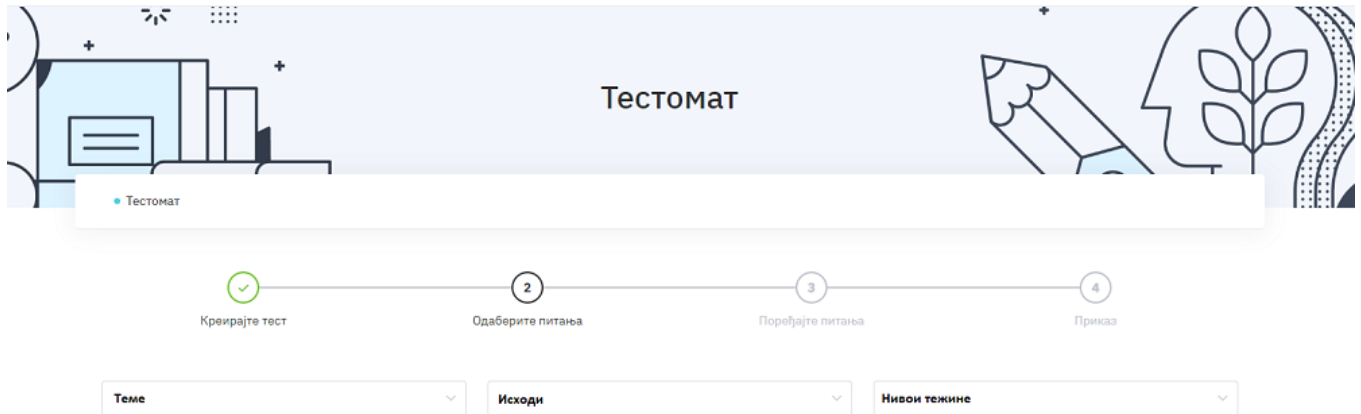 Тестомат
Тестомат
2
3
4
Креирајте тест
Одаберите питања
Поређајте питања
Приказ
Теме
Исходи
Нивои тежине